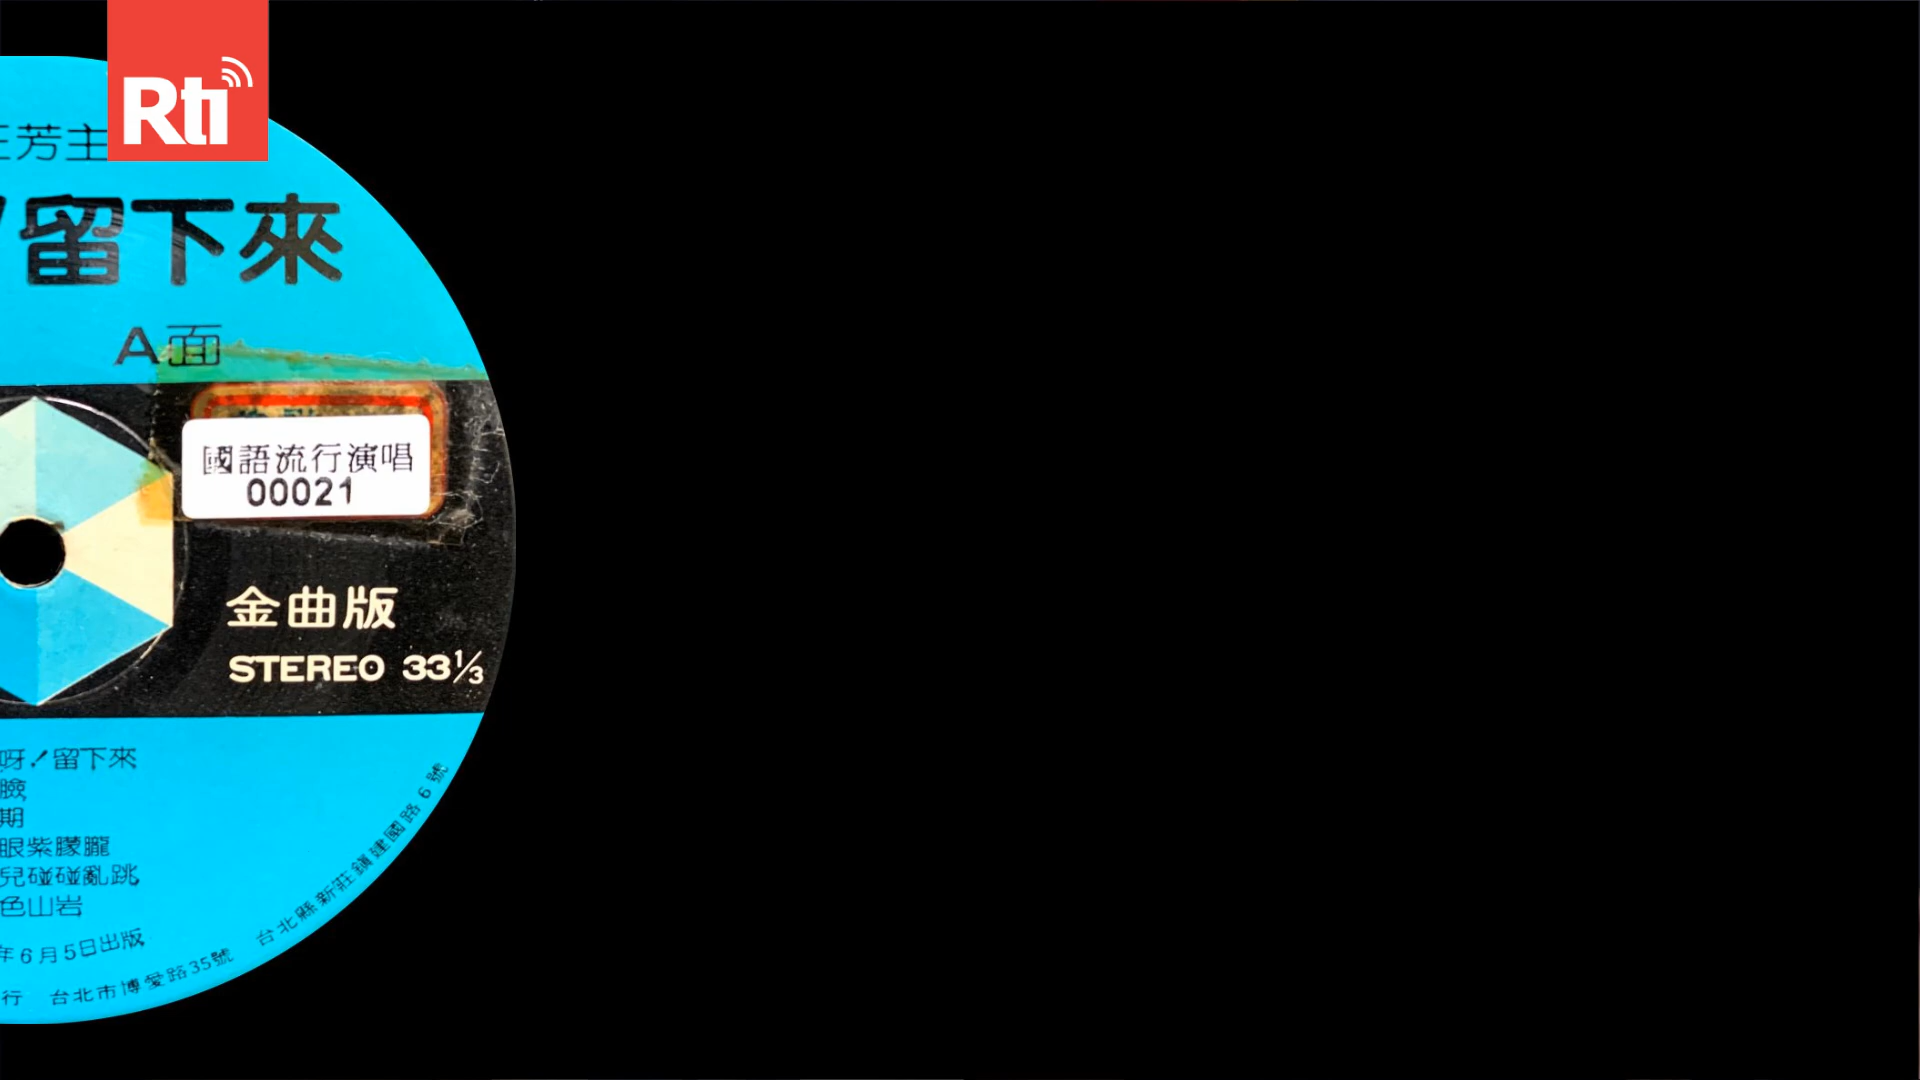 Rti
芳主
！留下來
A面
國語流行演唱
00021
金曲版
STEREO 33⅓
呀！留下來
臉
期
眼紫朦朧
兒碰碰亂跳
色山岩
年6月5日出版
行 台北市博愛路35號
台北縣新莊鎮建國路6號